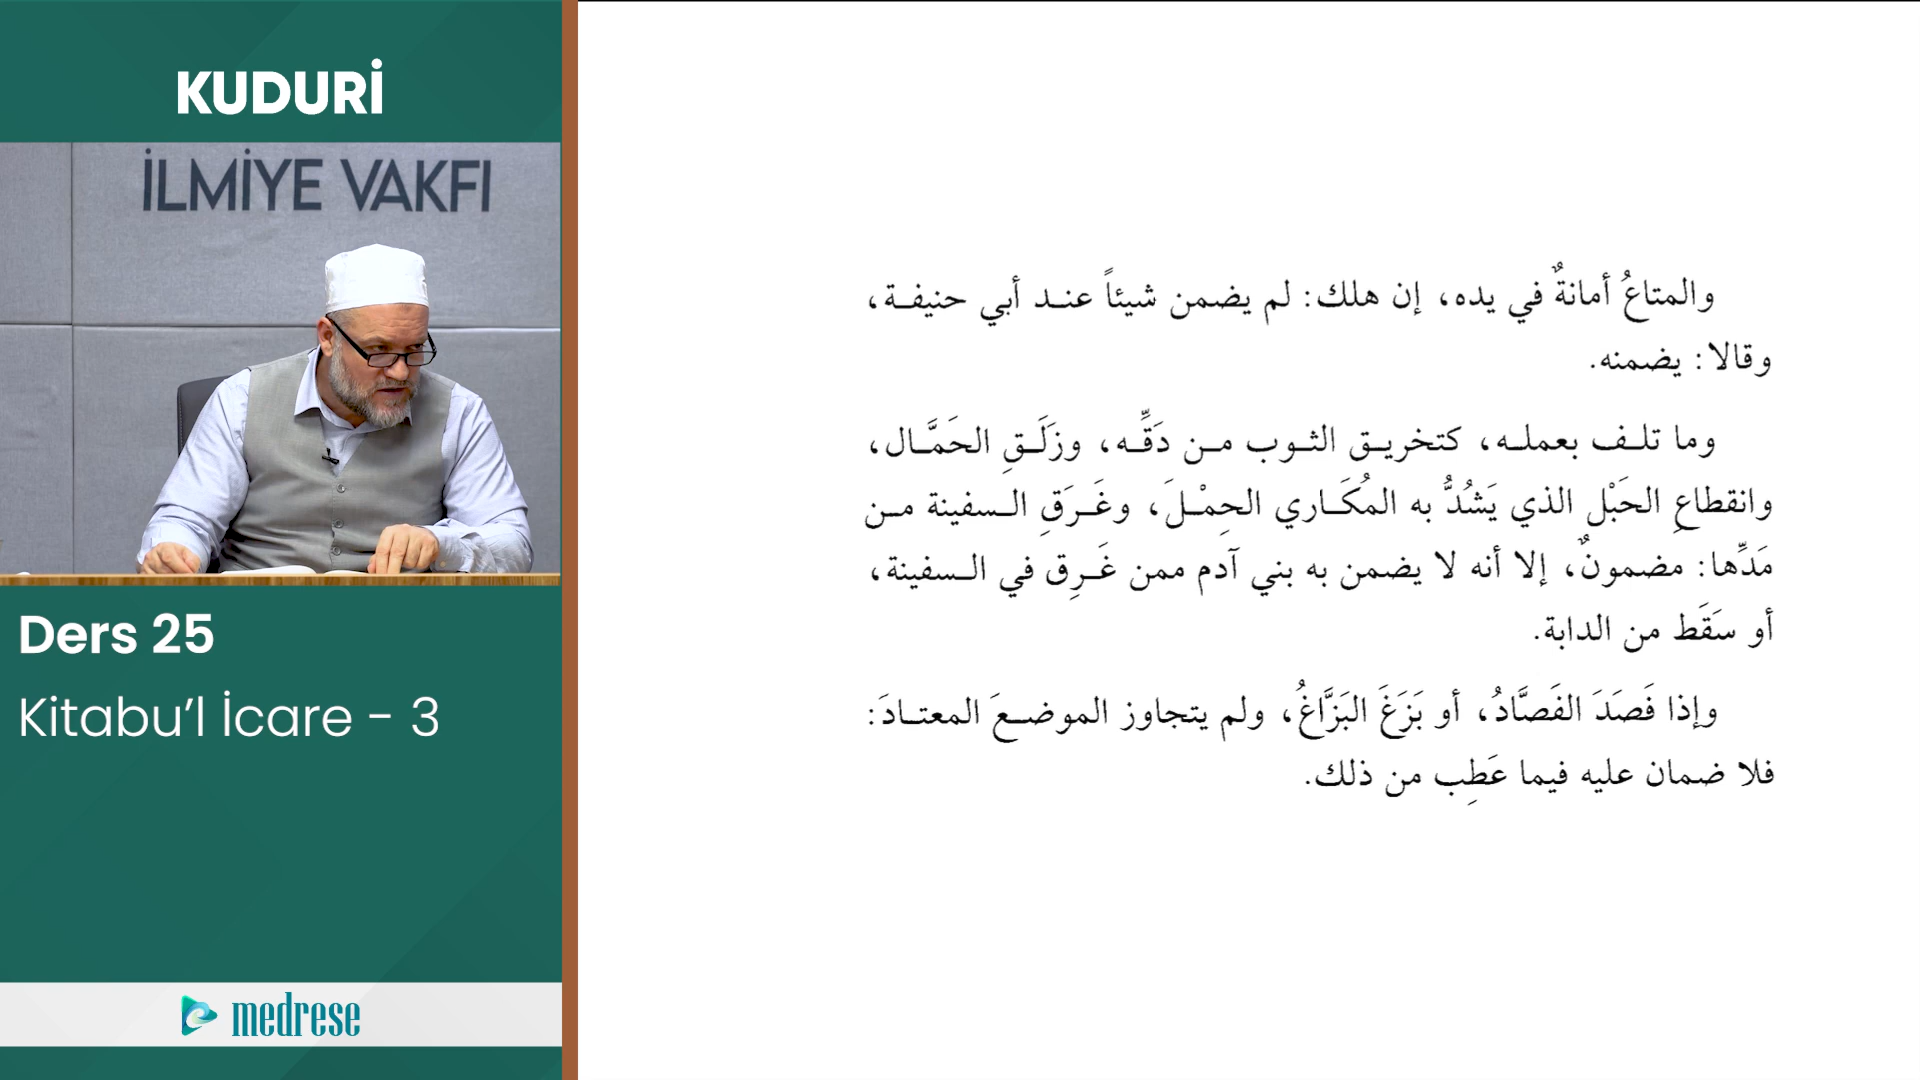 KUDURİ
İLMİYE VAKFI
Ders 25
Kitabu'l İcare - 3
medrese
والمتاعُ أمانةٌ في يده، إن هلك: لم يضمن شيئاً عند أبي حنيفة،
وقالا: يضمنه.
وما تلف بعمله، كتخريق الثوب من دَقِّه، وزَلَقِ الحَمَّال،
وانقطاعِ الحَبْل الذي يَشُدُّ به المُكَاري الحِمْلَ، وغَرَقِ السفينة من
مَدِّها: مضمونٌ، إلا أنه لا يضمن به بني آدم ممن غَرِق في السفينة،
أو سَقَط من الدابة.
وإذا فَصَدَ الفَصَّادُ، أو بَزَغَ البَزَّاغُ، ولم يتجاوز الموضعَ المعتادَ:
فلا ضمان عليه فيما عَطِب من ذلك.